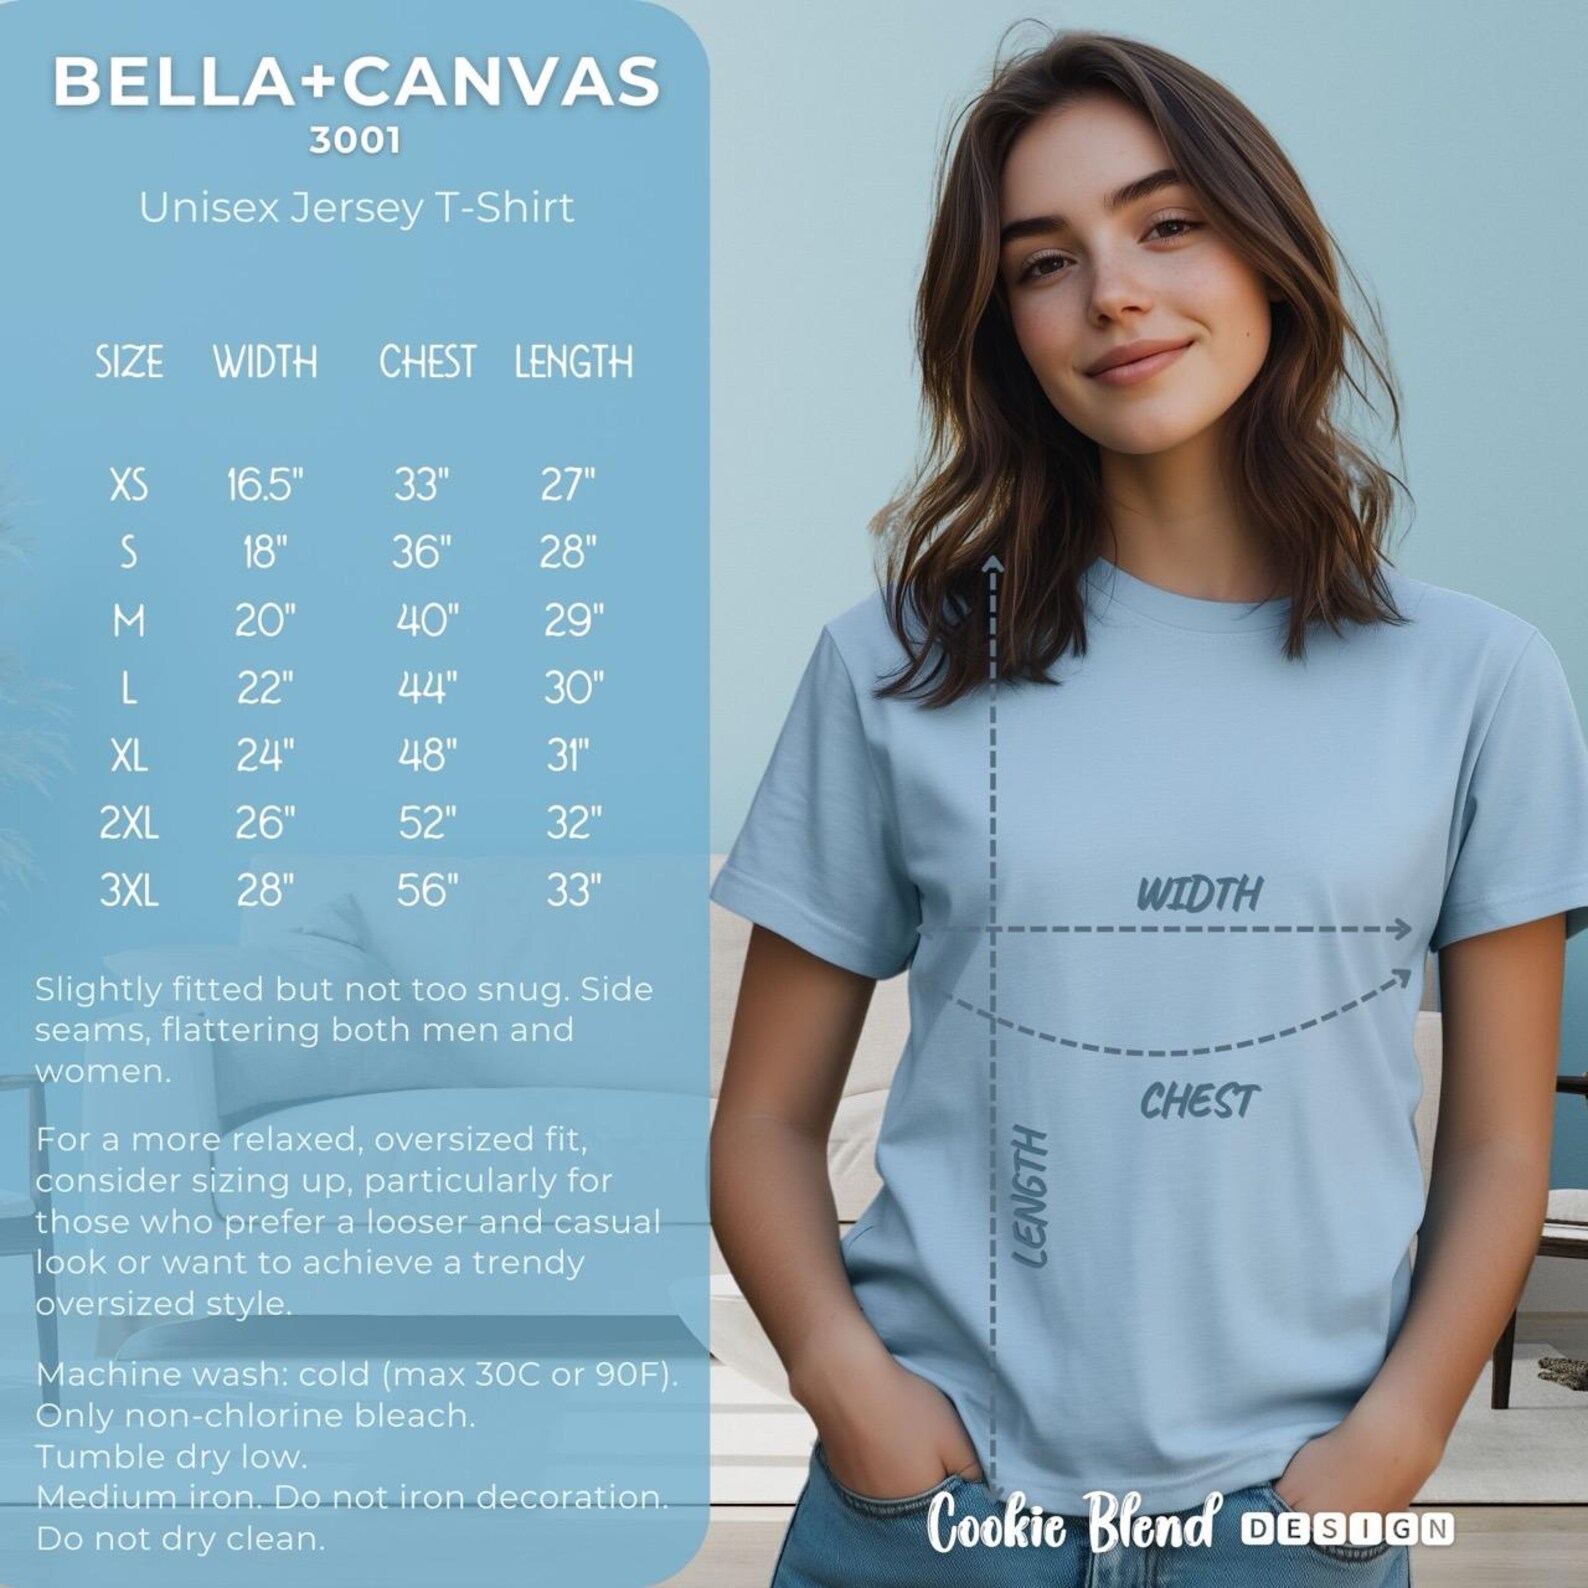 BELLA+CANVAS
3001
Unisex Jersey T-Shirt
SIZE WIDTH CHEST LENGTH
XS 16.5" 33" 27"
S 18" 36" 28"
M 20" 40" 29"
L 22" 44" 30"
XL 24" 48" 31"
2XL 26" 52" 32"
3XL 28" 56" 33"
Slightly fitted but not too snug. Side
seams, flattering both men and
women.
For a more relaxed, oversized fit,
consider sizing up, particularly for
those who prefer a looser and casual
look or want to achieve a trendy
oversized style.
Machine wash: cold (max 30C or 90F).
Only non-chlorine bleach.
Tumble dry low.
Medium iron. Do not iron decoration.
Do not dry clean.
WIDTH
CHEST
LENGTH
Cookie Blend DESIGN